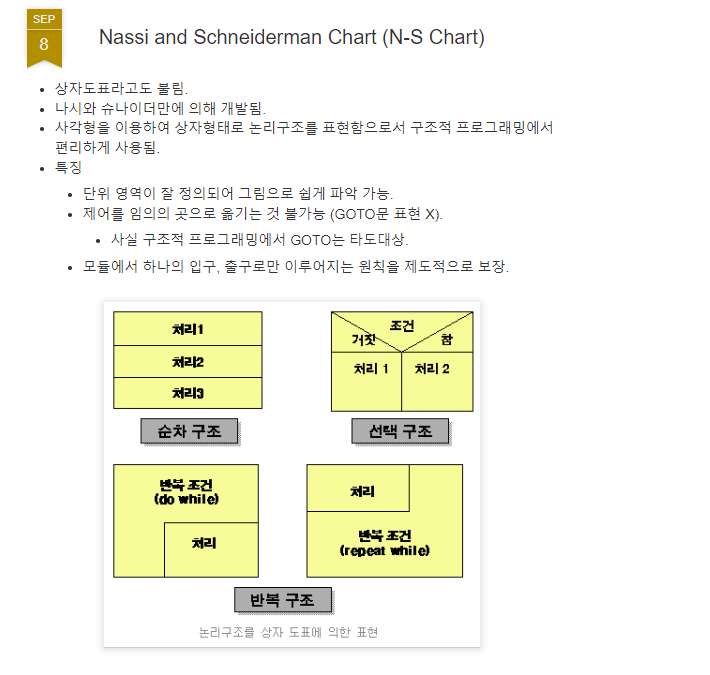 SEP
8
Nassi and Schneiderman Chart (N-S Chart)
상자도표라고도 불림.
나시와 슈나이더만에 의해 개발됨.
사각형을 이용하여 상자형태로 논리구조를 표현함으로서 구조적 프로그래밍에서
편리하게 사용됨.
특징
단위 영역이 잘 정의되어 그림으로 쉽게 파악 가능.
제어를 임의의 곳으로 옮기는 것 불가능 (GOTO문 표현 X).
사실 구조적 프로그래밍에서 GOTO는 타도대상.
모듈에서 하나의 입구, 출구로만 이루어지는 원칙을 제도적으로 보장.
처리1
처리2
처리3
순차 구조
조건
거짓 참
처리 1 처리 2
선택 구조
반복 조건
(do while)
처리
처리
반복 조건
(repeat while)
반복 구조
논리구조를 상자 도표에 의한 표현